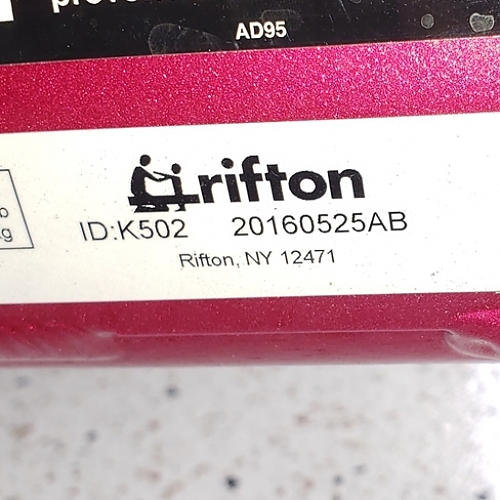 AD95
rifton
ID:K502 20160525AB
Rifton, NY 12471